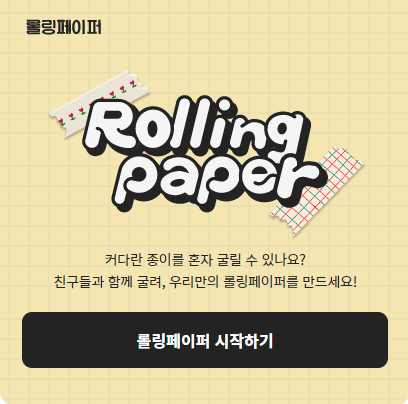 롤링페이퍼
Rolling
paper
커다란 종이를 혼자 굴릴 수 있나요?
친구들과 함께 굴려, 우리만의 롤링페이퍼를 만드세요!
롤링페이퍼 시작하기